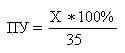 ПУ = X * 100% / 35